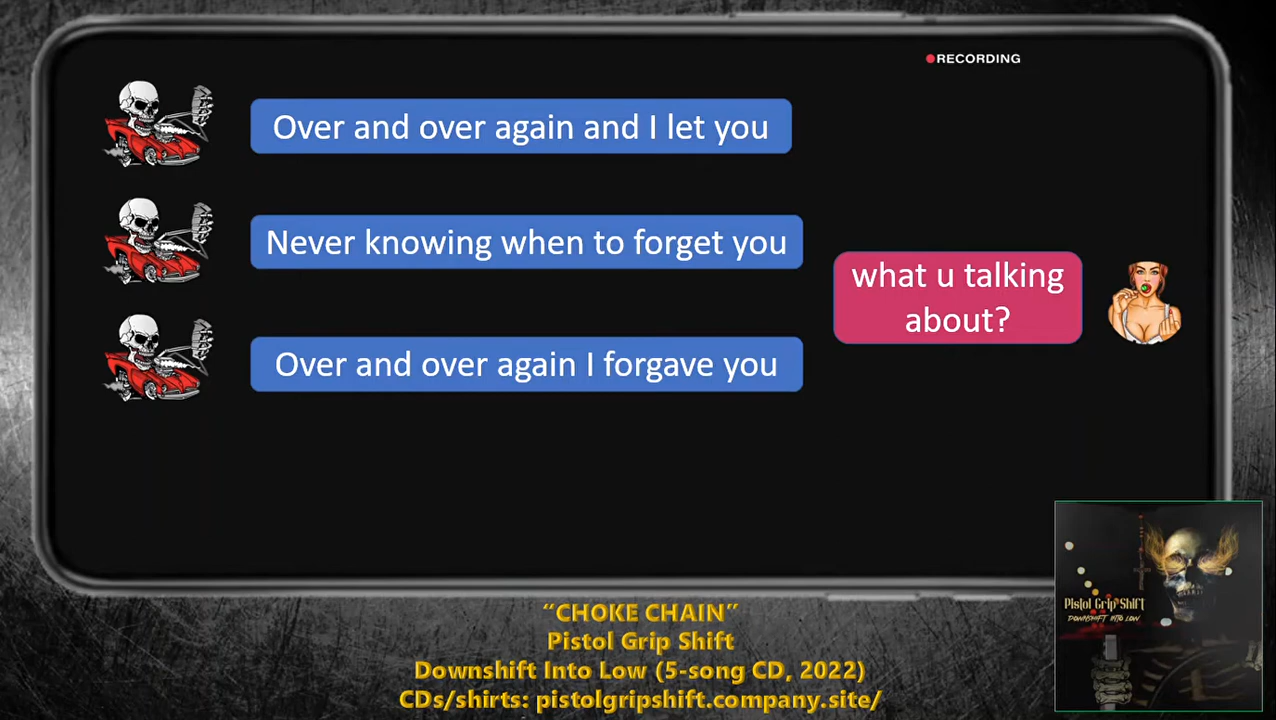 RECORDING
Over and over again and I let you
Never knowing when to forget you
what u talking
about?
Over and over again I forgave you
Pistol Grip Shift
DOWNSHIFT INTO LOW
“CHOKE CHAIN”
Pistol Grip Shift
Downshift Into Low (5-song CD, 2022)
CDs/shirts: pistolgripshift.company.site/